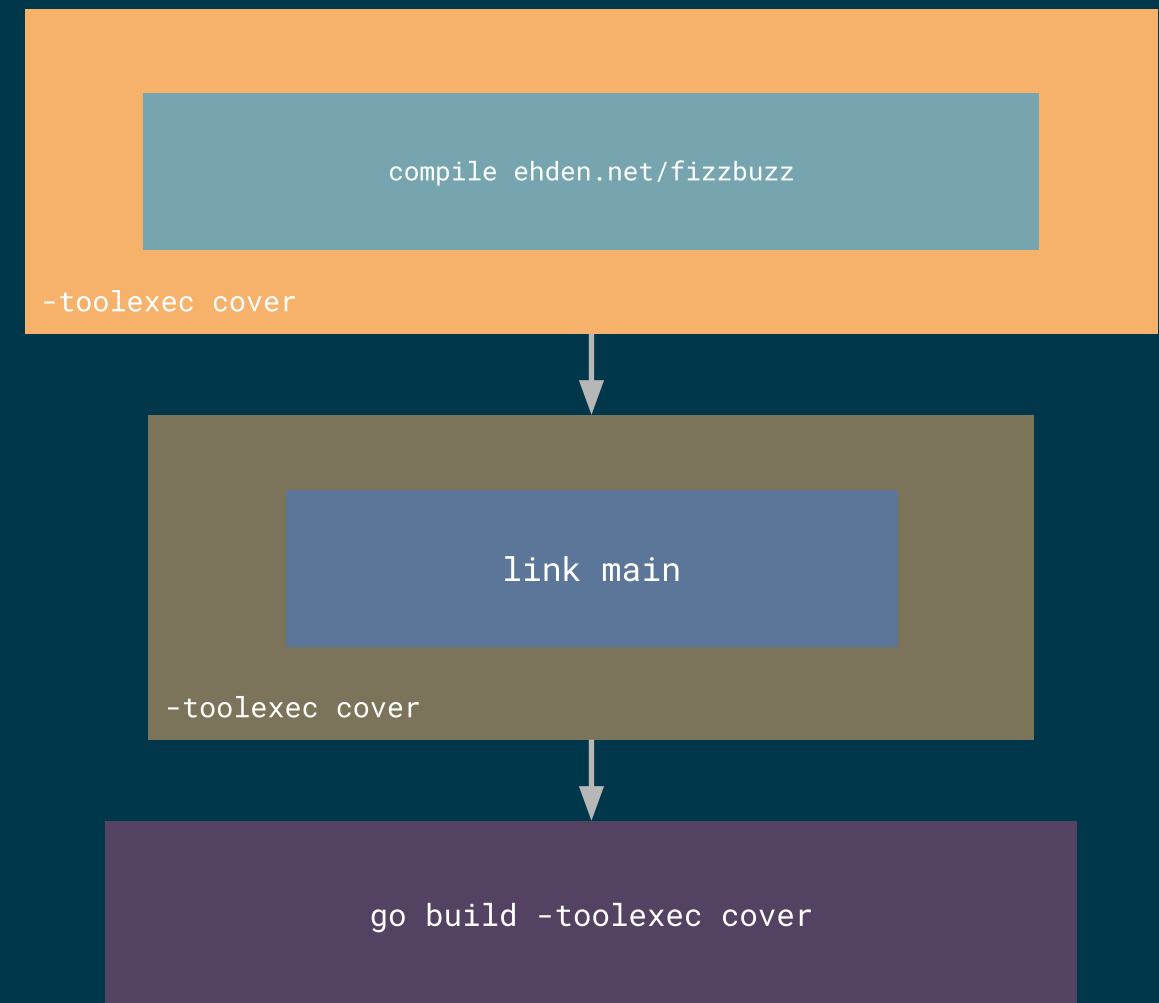 compile ehden.net/fizzbuzz
-toolexec cover
link main
-toolexec cover
go build -toolexec cover